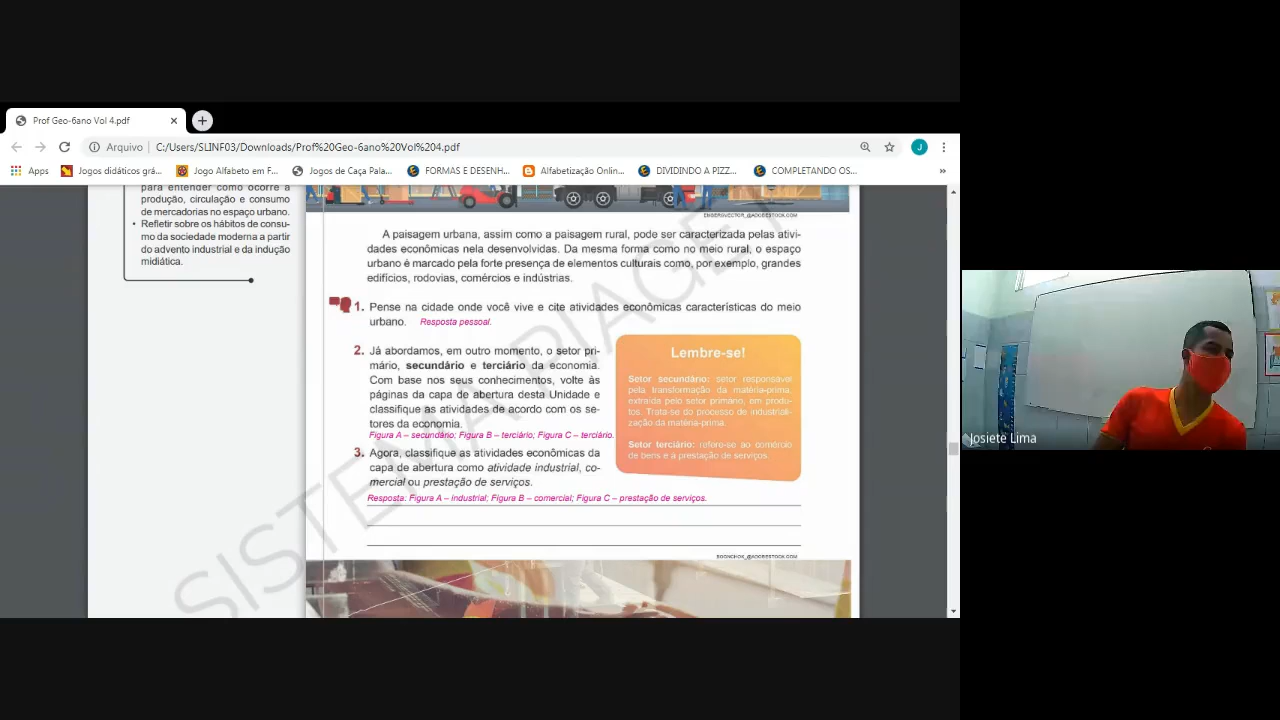 Prof Geo-6ano Vol 4.pdf
Arquivo
C:/Users/SLINF03/Downloads/Prof%20Geo-6ano%20Vol%204.pdf
J
Apps
Jogos didáticos grá...
Jogo Alfabeto em F...
Jogos de Caça Pala...
FORMAS E DESENH...
Alfabetização Onlin...
DIVIDINDO A PIZZ...
COMPLETANDO OS...
»
para entender como ocorre a
produção, circulação e consumo
de mercadorias no espaço urbano.
• Refletir sobre os hábitos de consu-
mo da sociedade moderna a partir
do advento industrial e da indução
midiática.
A paisagem urbana, assim como a paisagem rural, pode ser caracterizada pelas ativi-
dades econômicas nela desenvolvidas. Da mesma forma como no meio rural, o espaço
urbano é marcado pela forte presença de elementos culturais como, por exemplo, grandes
edifícios, rodovias, comércios e indústrias.
1. Pense na cidade onde você vive e cite atividades econômicas características do meio
urbano. Resposta pessoal.
2. Já abordamos, em outro momento, o setor pri-
mário, secundário e terciário da economia.
Com base nos seus conhecimentos, volte às
páginas da capa de abertura desta Unidade e
classifique as atividades de acordo com os se-
tores da economia.
Figura A – secundário; Figura B – terciário; Figura C – terciário.
3. Agora, classifique as atividades econômicas da
capa de abertura como atividade industrial, co-
mercial ou prestação de serviços.
Resposta: Figura A – industrial; Figura B – comercial; Figura C – prestação de serviços.
Lembre-se!
Setor secundário: setor responsável
pela transformação da matéria-prima,
extraída pelo setor primário, em produ-
tos. Trata-se do processo de industriali-
zação da matéria-prima.
Setor terciário: refere-se ao comércio
de bens e a prestação de serviços.
SISTEMA PIAGET
Josiete Lima